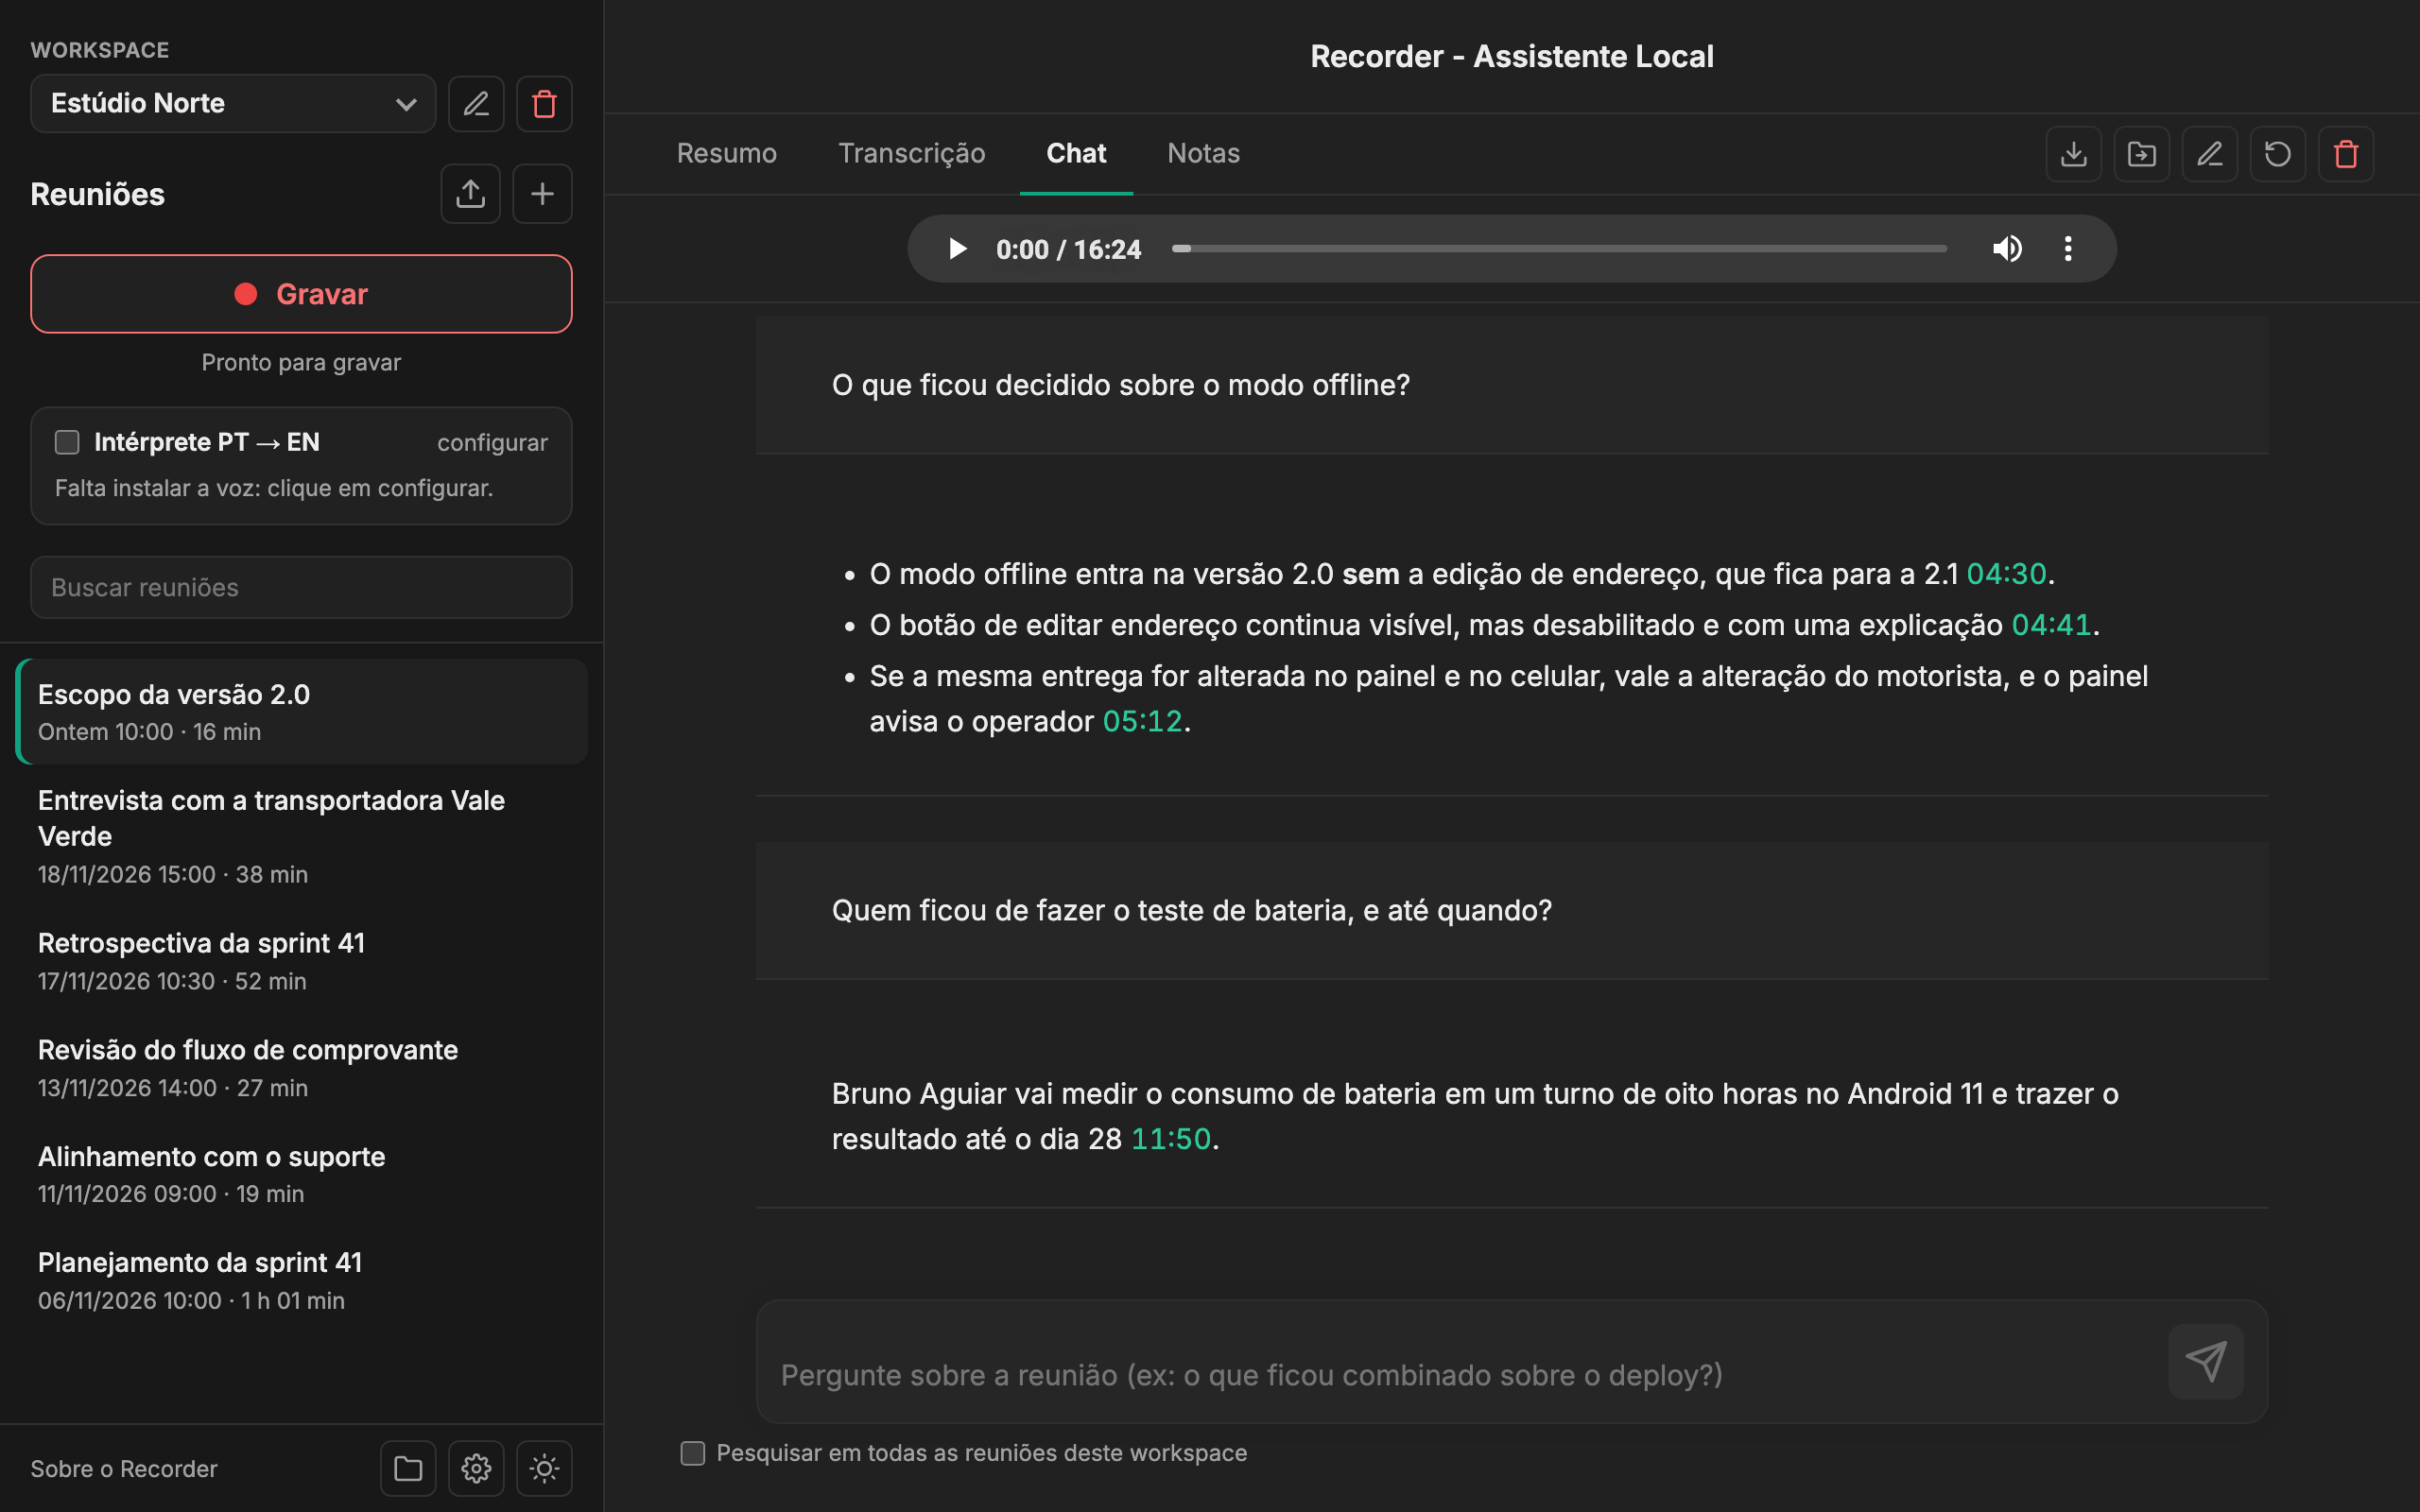 WORKSPACE
Estúdio Norte
Reuniões
Gravar
Pronto para gravar
Intérprete PT → EN configurar
Falta instalar a voz: clique em configurar.
Buscar reuniões
Escopo da versão 2.0
Ontem 10:00 · 16 min
Entrevista com a transportadora Vale
Verde
18/11/2026 15:00 · 38 min
Retrospectiva da sprint 41
17/11/2026 10:30 · 52 min
Revisão do fluxo de comprovante
13/11/2026 14:00 · 27 min
Alinhamento com o suporte
11/11/2026 09:00 · 19 min
Planejamento da sprint 41
06/11/2026 10:00 · 1 h 01 min
Sobre o Recorder
Recorder - Assistente Local
Resumo Transcrição Chat Notas
0:00 / 16:24
O que ficou decidido sobre o modo offline?
• O modo offline entra na versão 2.0 sem a edição de endereço, que fica para a 2.1 04:30.
• O botão de editar endereço continua visível, mas desabilitado e com uma explicação 04:41.
• Se a mesma entrega for alterada no painel e no celular, vale a alteração do motorista, e o painel
avisa o operador 05:12.
Quem ficou de fazer o teste de bateria, e até quando?
Bruno Aguiar vai medir o consumo de bateria em um turno de oito horas no Android 11 e trazer o
resultado até o dia 28 11:50.
Pergunte sobre a reunião (ex: o que ficou combinado sobre o deploy?)
Pesquisar em todas as reuniões deste workspace